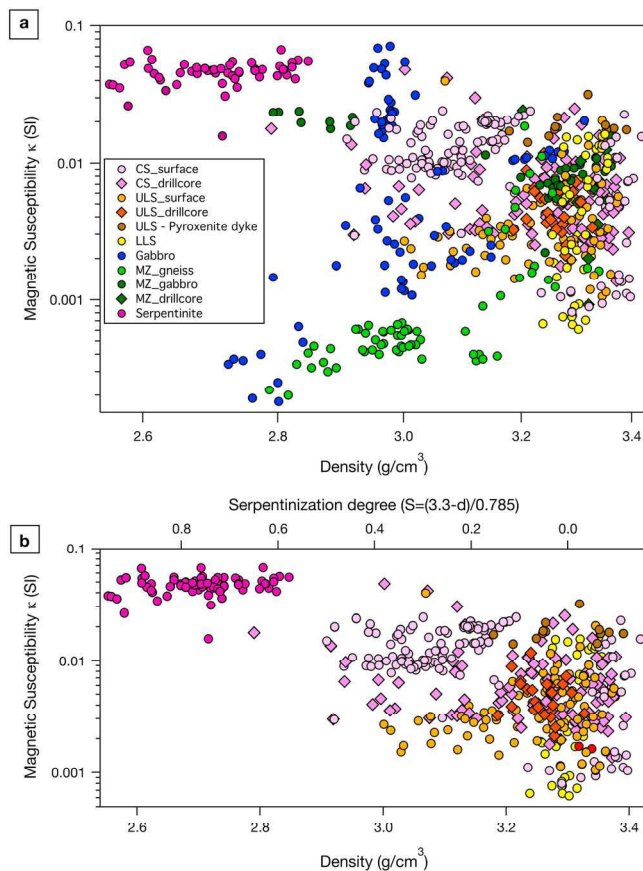 a
0.1
0.01
0.001
Magnetic Susceptibility κ (SI)
CS_surface
CS_drillcore
ULS_surface
ULS_drillcore
ULS - Pyroxenite dyke
LLS
Gabbro
MZ_gneiss
MZ_gabbro
MZ_drillcore
Serpentinite
2.6 2.8 3.0 3.2 3.4
Density (g/cm³)
Serpentinization degree (S=(3.3-d)/0.785)
b
0.8 0.6 0.4 0.2 0.0
0.1
0.01
0.001
Magnetic Susceptibility κ (SI)
2.6 2.8 3.0 3.2 3.4
Density (g/cm³)